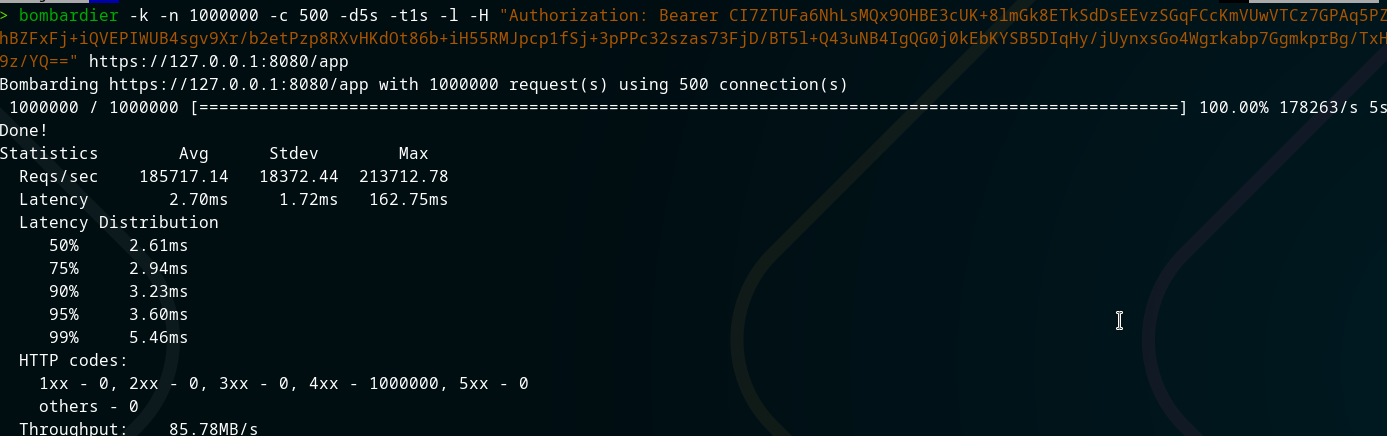 > bombardier -k -n 1000000 -c 500 -d5s -t1s -l -H "Authorization: Bearer CI7ZTUFa6NhLsMQx9OHBE3cUK+8lmGk8ETkSdDsEEvzSGqFCcKmVUwVTCz7GPAq5PZ
hBZFxFj+iQVEPIWUB4sgv9Xr/b2etPzp8RXvHKdOt86b+iH55RMJpcp1fSj+3pPPc32szas73FjD/BT5l+Q43uNB4IgQG0j0kEbKYSB5DIqHy/jUynxsGo4Wgrkabp7GgmkprBg/TxH
9z/YQ==" https://127.0.0.1:8080/app
Bombarding https://127.0.0.1:8080/app with 1000000 request(s) using 500 connection(s)
1000000 / 1000000 [==================================================================================================] 100.00% 178263/s 5s
Done!
Statistics Avg Stdev Max
Reqs/sec 185717.14 18372.44 213712.78
Latency 2.70ms 1.72ms 162.75ms
Latency Distribution
50% 2.61ms
75% 2.94ms
90% 3.23ms
95% 3.60ms
99% 5.46ms
HTTP codes:
1xx - 0, 2xx - 0, 3xx - 0, 4xx - 1000000, 5xx - 0
others - 0
Throughput: 85.78MB/s